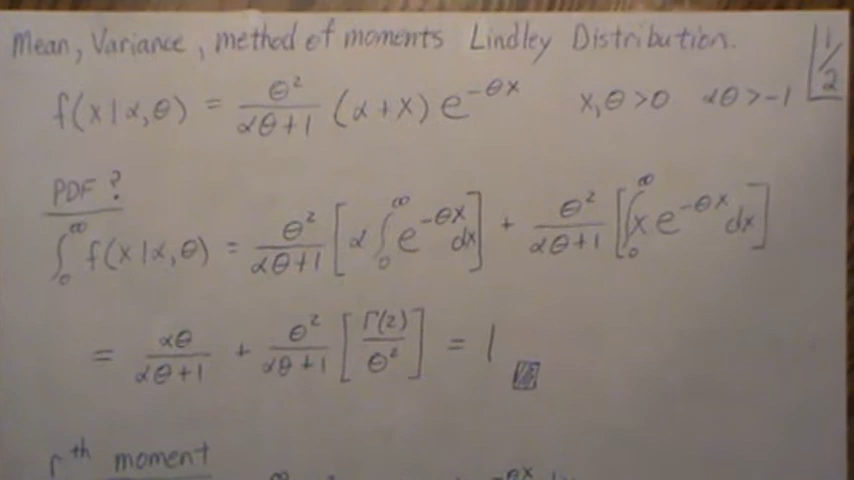 Mean, Variance, method of moments Lindley Distribution.
1/2
f(x|α,θ) = θ²/(αθ+1) (α+x) e^{-θx} x,θ>0 αθ>-1
PDF?
∫₀^∞ f(x|α,θ) = θ²/(αθ+1) [α ∫₀^∞ e^{-θx} dx] + θ²/(αθ+1) [∫₀^∞ x e^{-θx} dx]
= αθ/(αθ+1) + θ²/(αθ+1) [Γ(2)/θ²] = 1
r^{th} moment